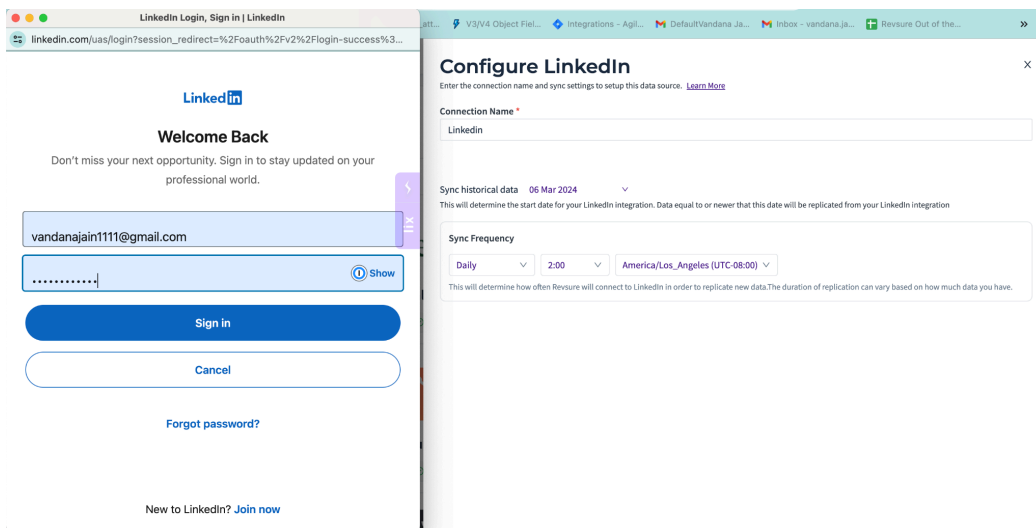 LinkedIn Login, Sign in | LinkedIn
linkedin.com/uas/login?session_redirect=%2Foauth%2Fv2%2Flogin-success%3...
Linked in
Welcome Back
Don't miss your next opportunity. Sign in to stay updated on your
professional world.
vandanajain1111@gmail.com
............
Show
Sign in
Cancel
Forgot password?
New to LinkedIn? Join now
att...
V3/V4 Object Fiel...
Integrations - Agil...
DefaultVandana Ja...
Inbox - vandana.ja...
Revsure Out of the...
»
Configure LinkedIn
Enter the connection name and sync settings to setup this data source. Learn More
Connection Name *
Linkedin
Sync historical data 06 Mar 2024
This will determine the start date for your LinkedIn integration. Data equal to or newer that this date will be replicated from your LinkedIn integration
Sync Frequency
Daily 2:00 America/Los_Angeles (UTC-08:00)
This will determine how often Revsure will connect to LinkedIn in order to replicate new data.The duration of replication can vary based on how much data you have.